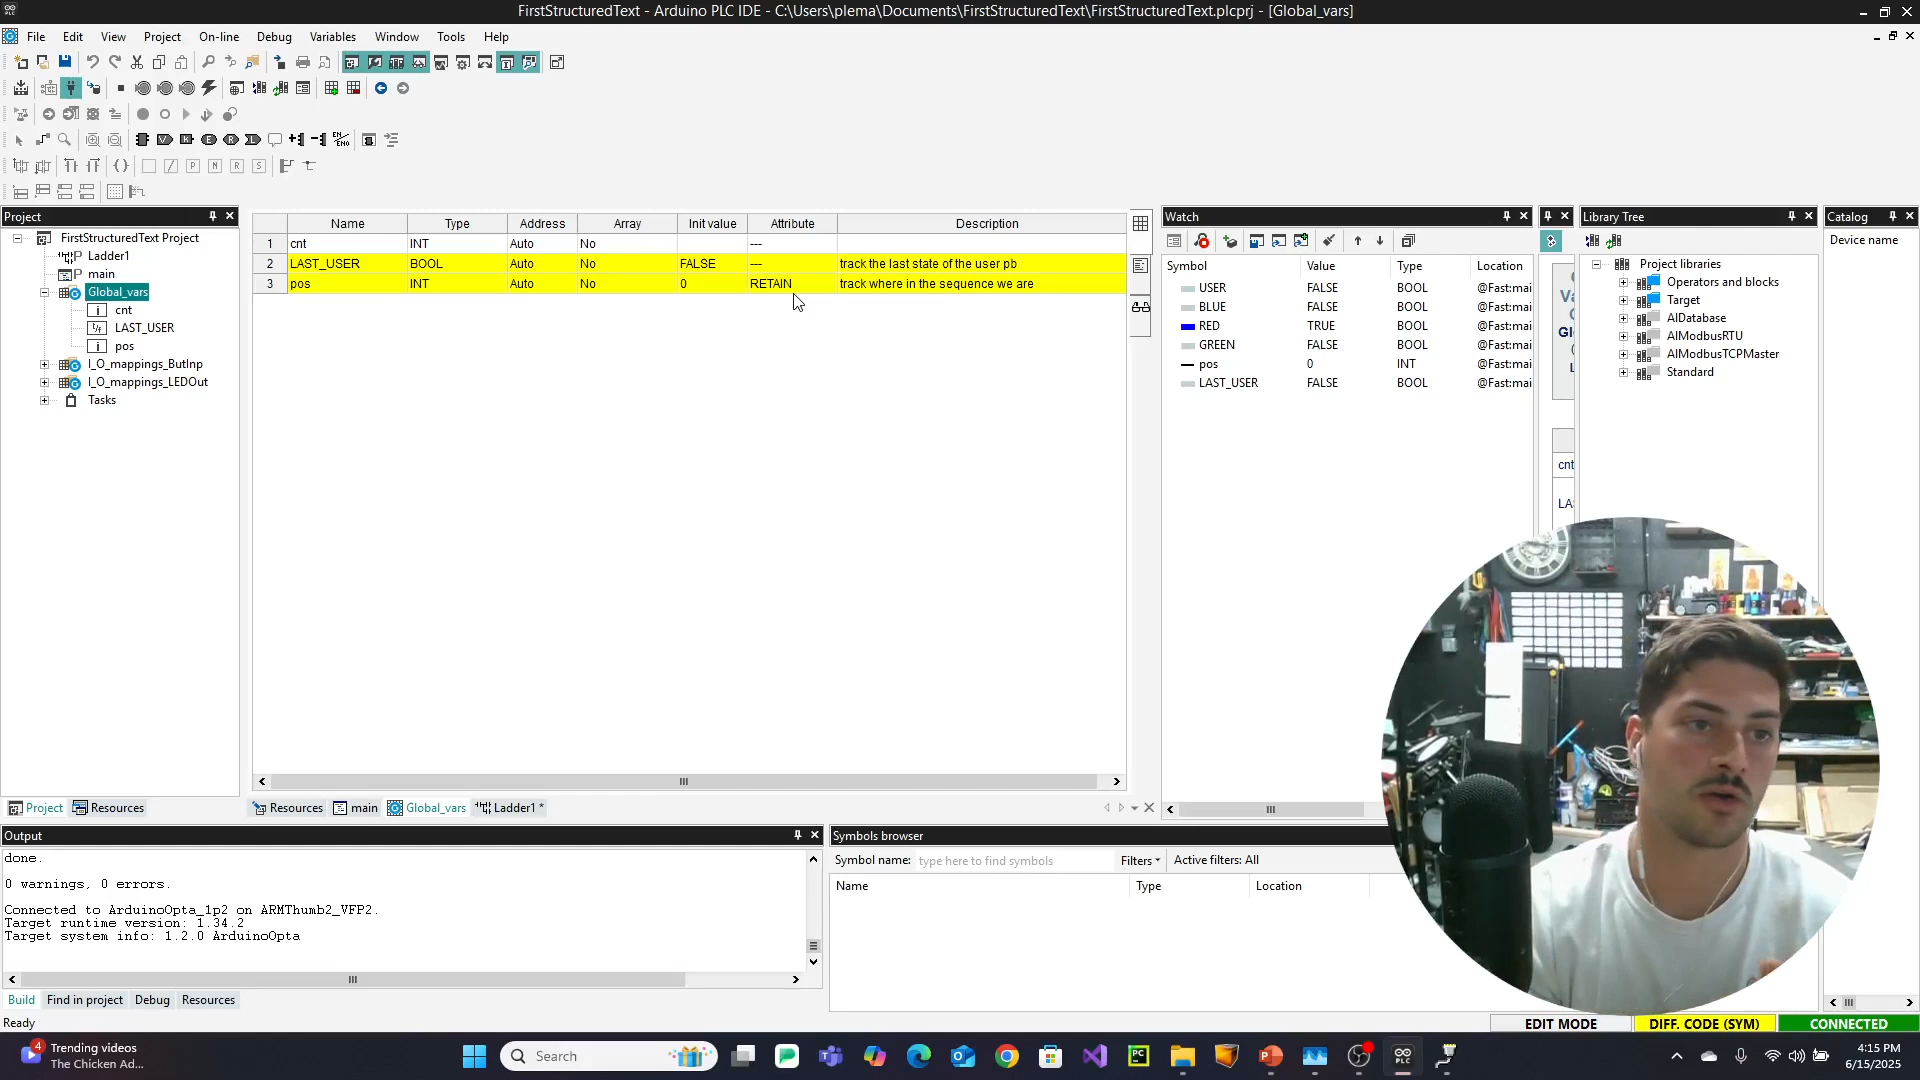 FirstStructuredText - Arduino PLC IDE - C:\Users\plema\Documents\FirstStructuredText\FirstStructuredText.plcprj - [Global_vars]
File Edit View Project On-line Debug Variables Window Tools Help
Project
FirstStructuredText Project
Ladder1
main
Global_vars
cnt
LAST_USER
pos
I_O_mappings_ButInp
I_O_mappings_LEDOut
Tasks
Project Resources
Name Type Address Array Init value Attribute Description
1 cnt INT Auto No ---
2 LAST_USER BOOL Auto No FALSE --- track the last state of the user pb
3 pos INT Auto No 0 RETAIN track where in the sequence we are
Resources main Global_vars Ladder1 *
Watch
Symbol Value Type Location
USER FALSE BOOL @Fast:mai
BLUE FALSE BOOL @Fast:mai
RED TRUE BOOL @Fast:mai
GREEN FALSE BOOL @Fast:mai
pos 0 INT @Fast:mai
LAST_USER FALSE BOOL @Fast:mai
cnt
LA
Library Tree
Project libraries
Operators and blocks
Target
AlDatabase
AlModbusRTU
AlModbusTCPMaster
Standard
Catalog
Device name
Output
done.
0 warnings, 0 errors.
Connected to ArduinoOpta_1p2 on ARMThumb2_VFP2.
Target runtime version: 1.34.2
Target system info: 1.2.0 ArduinoOpta
Build Find in project Debug Resources
Symbols browser
Symbol name: type here to find symbols Filters Active filters: All
Name Type Location
Ready
EDIT MODE DIFF. CODE (SYM) CONNECTED
4 Trending videos
The Chicken Ad...
Search
4:15 PM
6/15/2025